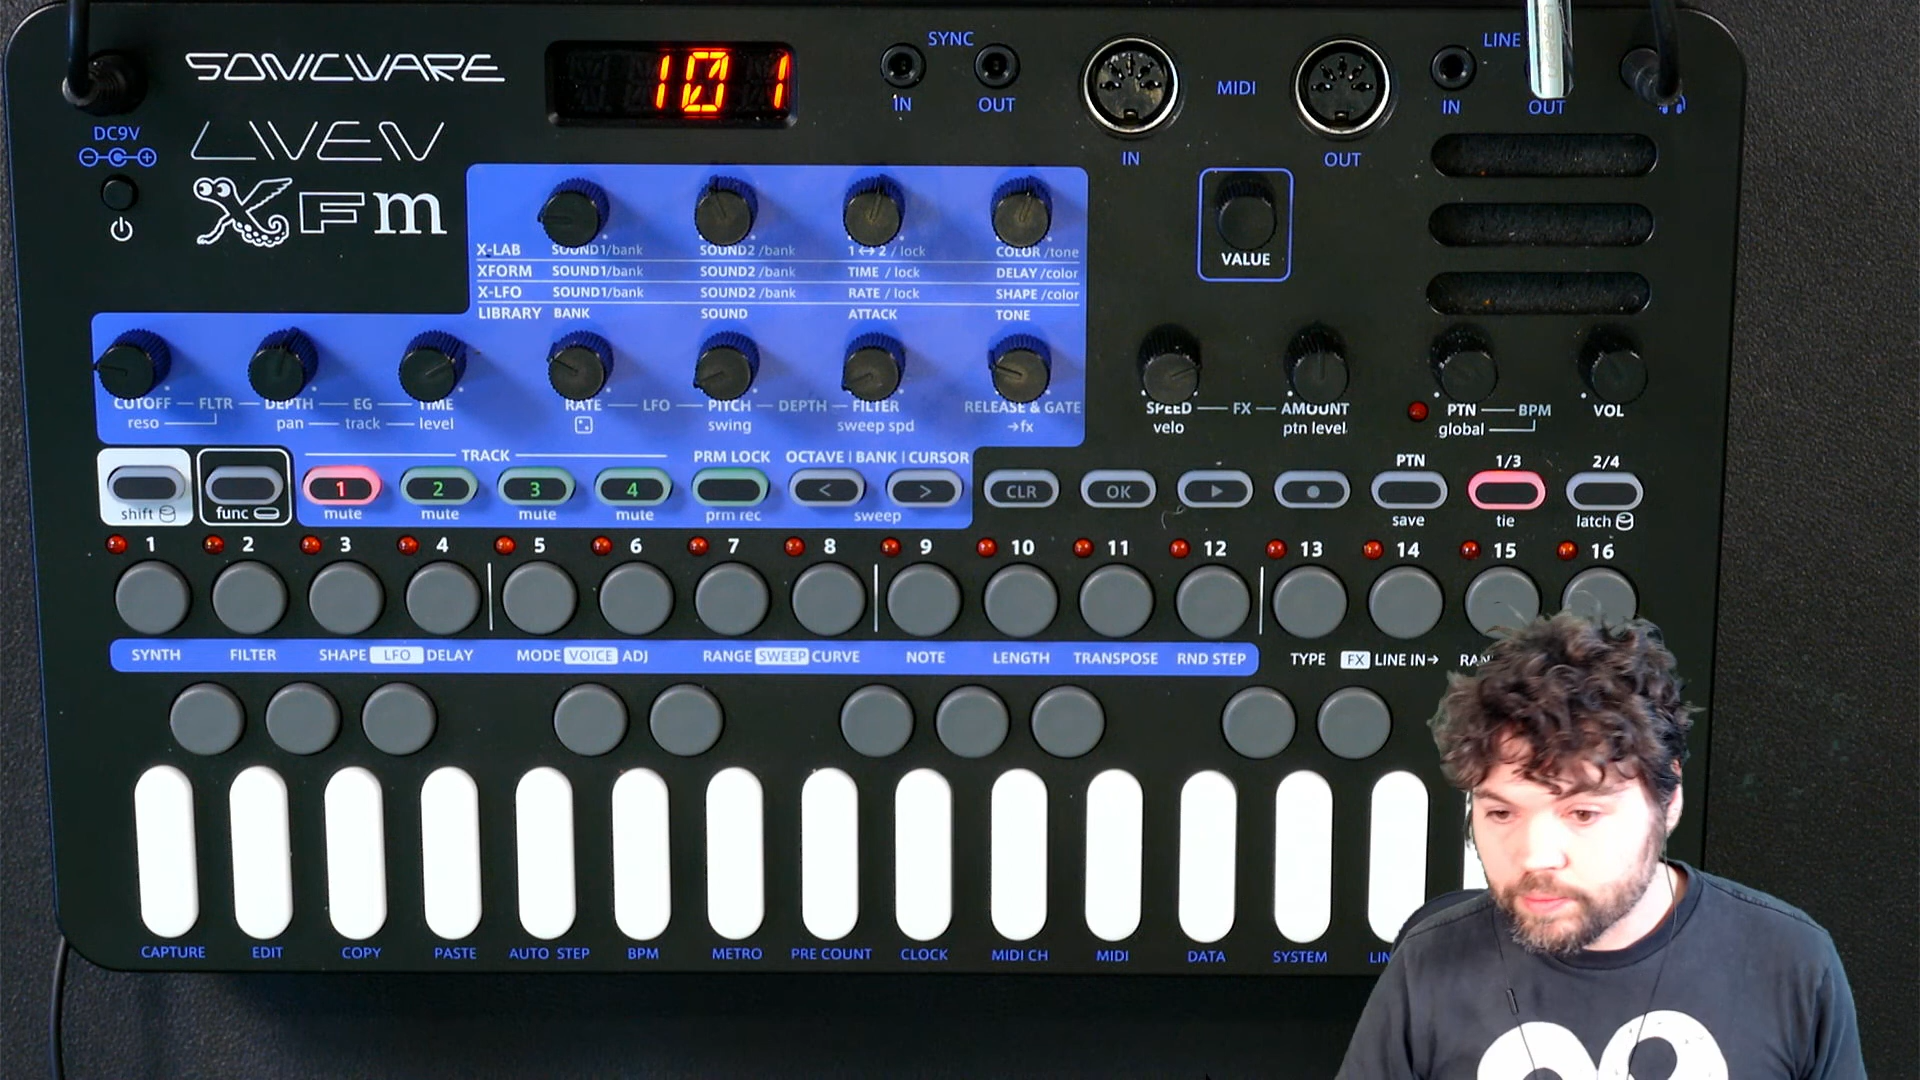 SONICWARE
101
SYNC
IN
OUT
MIDI
IN
OUT
LINE
IN
OUT
DC9V
LIVEN
XFm
VALUE
X-LAB SOUND1/bank SOUND2/bank 1↔2 / lock COLOR/tone
XFORM SOUND1/bank SOUND2/bank TIME / lock DELAY/color
X-LFO SOUND1/bank SOUND2/bank RATE / lock SHAPE/color
LIBRARY BANK SOUND ATTACK TONE
CUTOFF — FLTR — DEPTH — EG — TIME
reso pan — track — level
RATE — LFO — PITCH — DEPTH — FILTER
swing sweep spd
RELEASE & GATE
→fx
SPEED — FX — AMOUNT
velo ptn level
PTN — BPM
global
VOL
TRACK PRM LOCK OCTAVE | BANK | CURSOR PTN 1/3 2/4
1 2 3 4 < > CLR OK
shift func mute mute mute mute prm rec sweep save tie latch
1 2 3 4 5 6 7 8 9 10 11 12 13 14 15 16
SYNTH FILTER SHAPE LFO DELAY MODE VOICE ADJ RANGE SWEEP CURVE NOTE LENGTH TRANSPOSE RND STEP TYPE FX LINE IN→
CAPTURE EDIT COPY PASTE AUTO STEP BPM METRO PRE COUNT CLOCK MIDI CH MIDI DATA SYSTEM